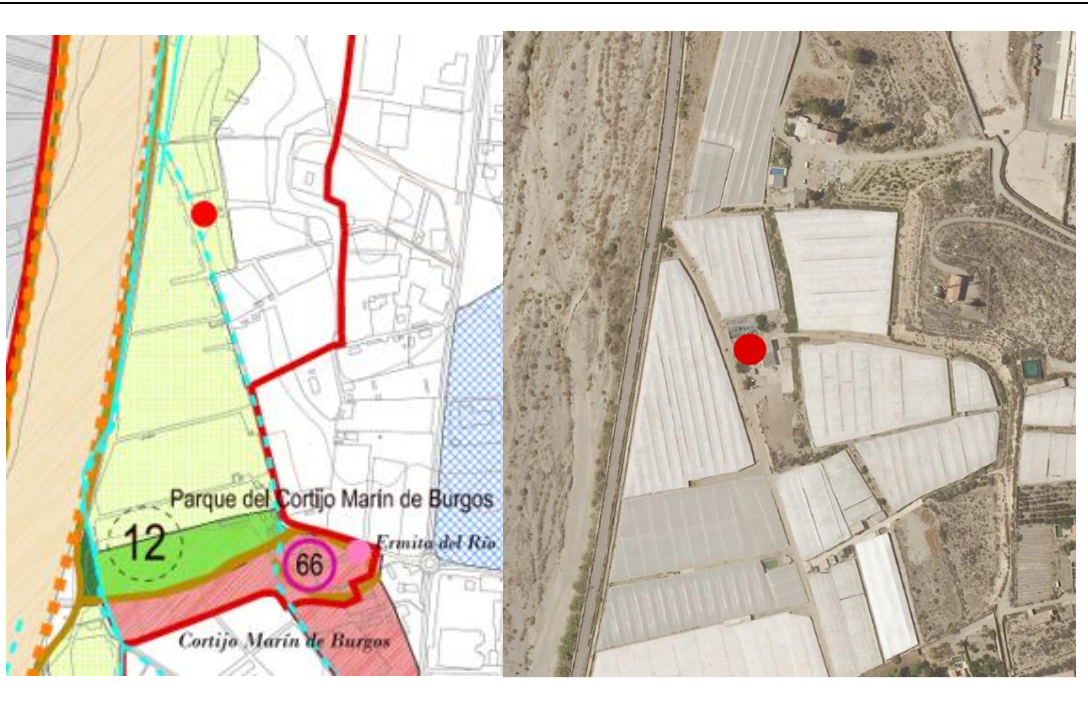 Parque del Cortijo Marín de Burgos
12
Ermita del Río
66
Cortijo Marín de Burgos